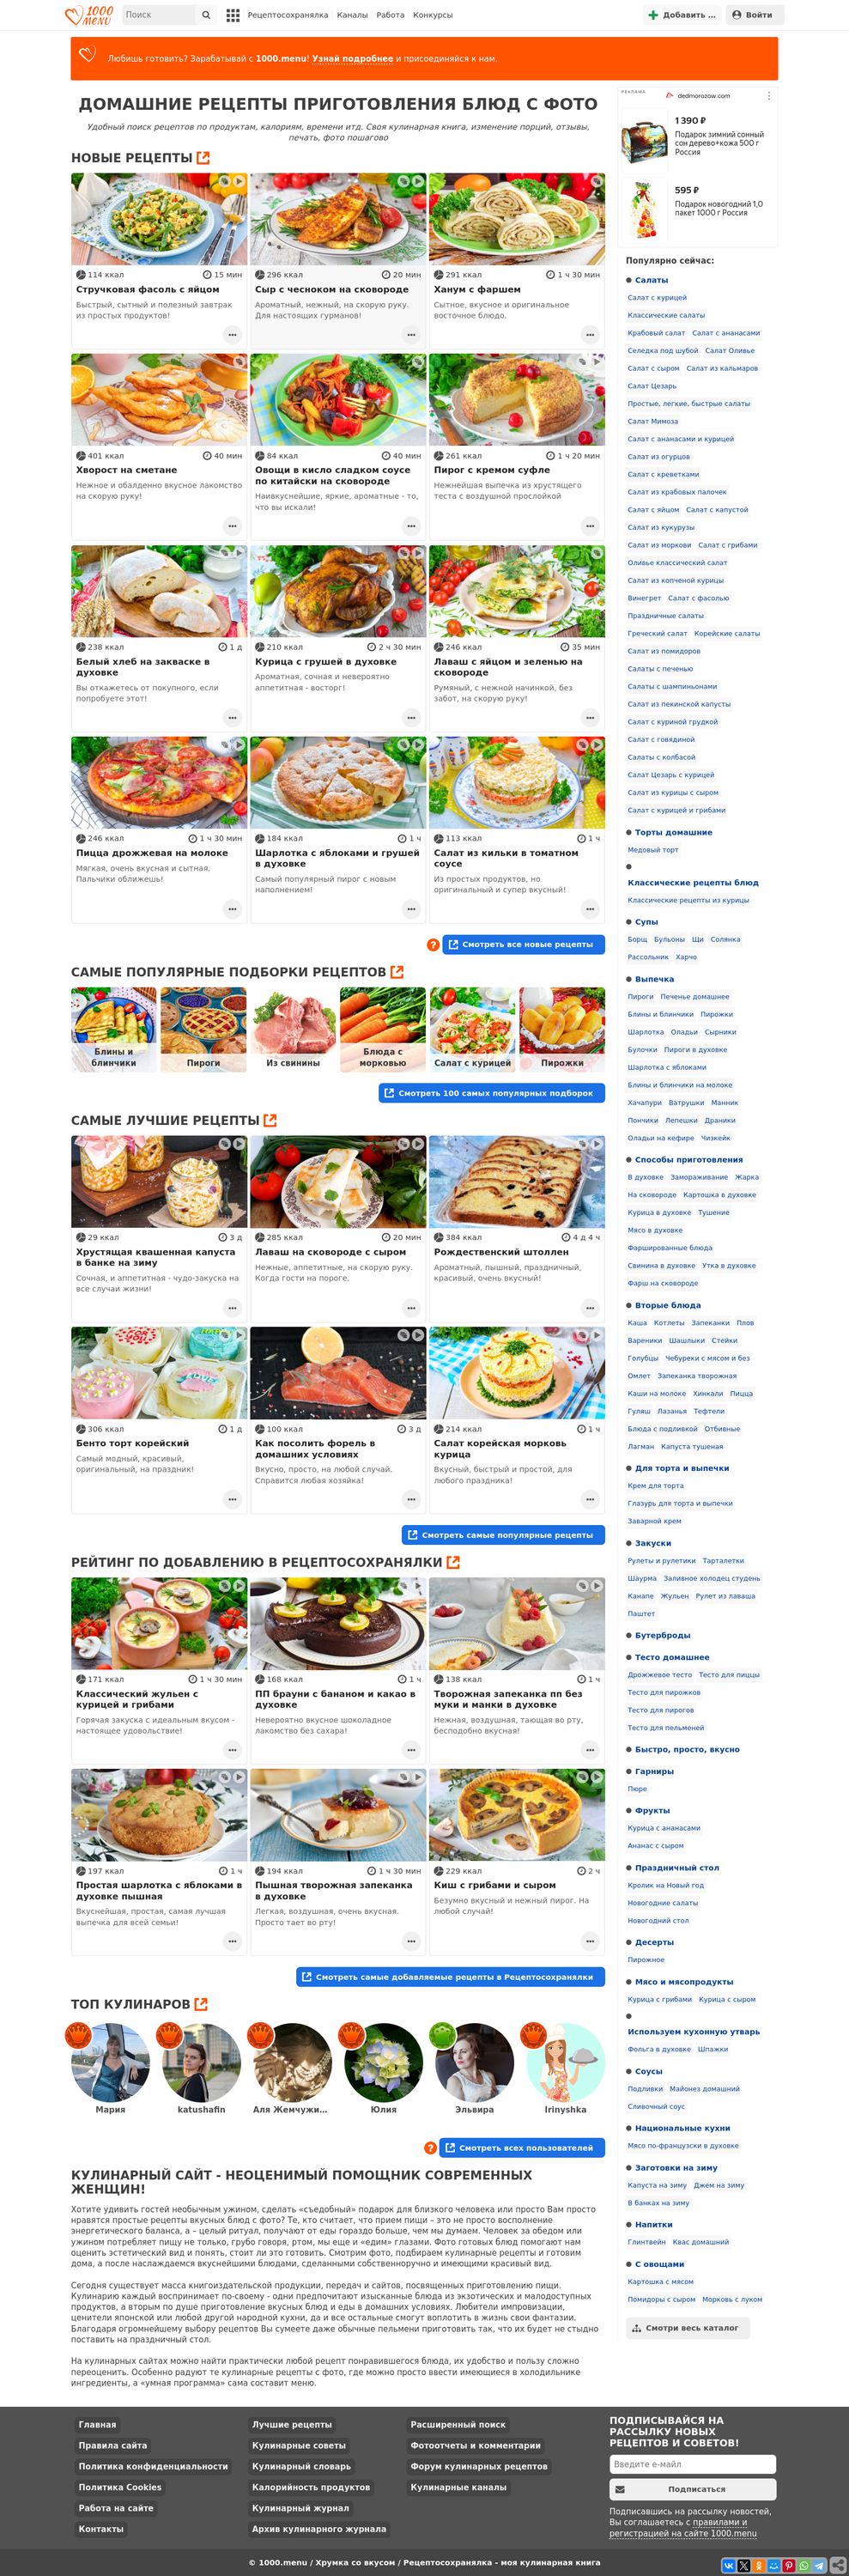 1000 MENU
Поиск
Рецептосохранялка
Каналы
Работа
Конкурсы
Добавить ...
Войти
Любишь готовить? Зарабатывай с 1000.menu! Узнай подробнее и присоединяйся к нам.
ДОМАШНИЕ РЕЦЕПТЫ ПРИГОТОВЛЕНИЯ БЛЮД С ФОТО
Удобный поиск рецептов по продуктам, калориям, времени итд. Своя кулинарная книга, изменение порций, отзывы,
печать, фото пошагово
НОВЫЕ РЕЦЕПТЫ
114 ккал
15 мин
Стручковая фасоль с яйцом
Быстрый, сытный и полезный завтрак
из простых продуктов!
296 ккал
20 мин
Сыр с чесноком на сковороде
Ароматный, нежный, на скорую руку.
Для настоящих гурманов!
291 ккал
1 ч 30 мин
Ханум с фаршем
Сытное, вкусное и оригинальное
восточное блюдо.
401 ккал
40 мин
Хворост на сметане
Нежное и обалденно вкусное лакомство
на скорую руку!
84 ккал
40 мин
Овощи в кисло сладком соусе
по китайски на сковороде
Наивкуснейшие, яркие, ароматные - то,
что вы искали!
261 ккал
1 ч 20 мин
Пирог с кремом суфле
Нежнейшая выпечка из хрустящего
теста с воздушной прослойкой
238 ккал
1 д
Белый хлеб на закваске в
духовке
Вы откажетесь от покупного, если
попробуете этот!
210 ккал
2 ч 30 мин
Курица с грушей в духовке
Ароматная, сочная и невероятно
аппетитная - восторг!
246 ккал
35 мин
Лаваш с яйцом и зеленью на
сковороде
Румяный, с нежной начинкой, без
забот, на скорую руку!
246 ккал
1 ч 30 мин
Пицца дрожжевая на молоке
Мягкая, очень вкусная и сытная.
Пальчики оближешь!
184 ккал
1 ч
Шарлотка с яблоками и грушей
в духовке
Самый популярный пирог с новым
наполнением!
113 ккал
1 ч
Салат из кильки в томатном
соусе
Из простых продуктов, но
оригинальный и супер вкусный!
? Смотреть все новые рецепты
САМЫЕ ПОПУЛЯРНЫЕ ПОДБОРКИ РЕЦЕПТОВ
Блины и
блинчики
Пироги
Из свинины
Блюда с
морковью
Салат с курицей
Пирожки
Смотреть 100 самых популярных подборок
САМЫЕ ЛУЧШИЕ РЕЦЕПТЫ
29 ккал
3 д
Хрустящая квашенная капуста
в банке на зиму
Сочная, и аппетитная - чудо-закуска на
все случаи жизни!
285 ккал
20 мин
Лаваш на сковороде с сыром
Нежные, аппетитные, на скорую руку.
Когда гости на пороге.
384 ккал
4 д 4 ч
Рождественский штоллен
Ароматный, пышный, праздничный,
красивый, очень вкусный!
306 ккал
1 д
Бенто торт корейский
Самый модный, красивый,
оригинальный, на праздник!
100 ккал
3 д
Как посолить форель в
домашних условиях
Вкусно, просто, на любой случай.
Справится любая хозяйка!
214 ккал
1 ч
Салат корейская морковь
курица
Вкусный, быстрый и простой, для
любого праздника!
Смотреть самые популярные рецепты
РЕЙТИНГ ПО ДОБАВЛЕНИЮ В РЕЦЕПТОСОХРАНЯЛКИ
171 ккал
1 ч 30 мин
Классический жульен с
курицей и грибами
Горячая закуска с идеальным вкусом -
настоящее удовольствие!
168 ккал
1 ч
ПП брауни с бананом и какао в
духовке
Невероятно вкусное шоколадное
лакомство без сахара!
138 ккал
1 ч
Творожная запеканка пп без
муки и манки в духовке
Нежная, воздушная, тающая во рту,
бесподобно вкусная!
197 ккал
1 ч
Простая шарлотка с яблоками в
духовке пышная
Вкуснейшая, простая, самая лучшая
выпечка для всей семьи!
194 ккал
1 ч 30 мин
Пышная творожная запеканка
в духовке
Легкая, воздушная, очень вкусная.
Просто тает во рту!
229 ккал
2 ч
Киш с грибами и сыром
Безумно вкусный и нежный пирог. На
любой случай!
Смотреть самые добавляемые рецепты в Рецептосохранялки
ТОП КУЛИНАРОВ
Мария
katushafin
Аля Жемчужи...
Юлия
Эльвира
Irinyshka
? Смотреть всех пользователей
КУЛИНАРНЫЙ САЙТ - НЕОЦЕНИМЫЙ ПОМОЩНИК СОВРЕМЕННЫХ
ЖЕНЩИН!
Хотите удивить гостей необычным ужином, сделать «съедобный» подарок для близкого человека или просто Вам просто
нравятся простые рецепты вкусных блюд с фото? Те, кто считает, что прием пищи – это не просто восполнение
энергетического баланса, а – целый ритуал, получают от еды гораздо больше, чем мы думаем. Человек за обедом или
ужином потребляет пищу не только, грубо говоря, ртом, мы еще и «едим» глазами. Фото готовых блюд помогают нам
оценить эстетический вид и понять, стоит ли это готовить. Смотрим фото, подбираем кулинарные рецепты и готовим
дома, а после наслаждаемся вкуснейшими блюдами, сделанными собственноручно и имеющими красивый вид.
Сегодня существует масса книгоиздательской продукции, передач и сайтов, посвященных приготовлению пищи.
Кулинарию каждый воспринимает по-своему - одни предпочитают изысканные блюда из экзотических и малодоступных
продуктов, а вторым по душе приготовление вкусных блюд и еды в домашних условиях. Любители импровизации,
ценители японской или любой другой народной кухни, да и все остальные смогут воплотить в жизнь свои фантазии.
Благодаря огромнейшему выбору рецептов Вы сумеете даже обычные пельмени приготовить так, что их будет не стыдно
поставить на праздничный стол.
На кулинарных сайтах можно найти практически любой рецепт понравившегося блюда, их удобство и пользу сложно
переоценить. Особенно радуют те кулинарные рецепты с фото, где можно просто ввести имеющиеся в холодильнике
ингредиенты, а «умная программа» сама составит меню.
РЕКЛАМА
dedmorozow.com
1 390 ₽
Подарок зимний сонный
сон дерево+кожа 500 г
Россия
595 ₽
Подарок новогодний 1,0
пакет 1000 г Россия
Популярно сейчас:
Салаты
Салат с курицей
Классические салаты
Крабовый салат Салат с ананасами
Селедка под шубой Салат Оливье
Салат с сыром Салат из кальмаров
Салат Цезарь
Простые, легкие, быстрые салаты
Салат Мимоза
Салат с ананасами и курицей
Салат из огурцов
Салат с креветками
Салат из крабовых палочек
Салат с яйцом Салат с капустой
Салат из кукурузы
Салат из моркови Салат с грибами
Оливье классический салат
Салат из копченой курицы
Винегрет Салат с фасолью
Праздничные салаты
Греческий салат Корейские салаты
Салат из помидоров
Салаты с печенью
Салаты с шампиньонами
Салат из пекинской капусты
Салат с куриной грудкой
Салат с говядиной
Салаты с колбасой
Салат Цезарь с курицей
Салат из курицы с сыром
Салат с курицей и грибами
Торты домашние
Медовый торт
Классические рецепты блюд
Классические рецепты из курицы
Супы
Борщ Бульоны Щи Солянка
Рассольник Харчо
Выпечка
Пироги Печенье домашнее
Блины и блинчики Пирожки
Шарлотка Оладьи Сырники
Булочки Пироги в духовке
Шарлотка с яблоками
Блины и блинчики на молоке
Хачапури Ватрушки Манник
Пончики Лепешки Драники
Оладьи на кефире Чизкейк
Способы приготовления
В духовке Замораживание Жарка
На сковороде Картошка в духовке
Курица в духовке Тушение
Мясо в духовке
Фаршированные блюда
Свинина в духовке Утка в духовке
Фарш на сковороде
Вторые блюда
Каша Котлеты Запеканки Плов
Вареники Шашлыки Стейки
Голубцы Чебуреки с мясом и без
Омлет Запеканка творожная
Каши на молоке Хинкали Пицца
Гуляш Лазанья Тефтели
Блюда с подливкой Отбивные
Лагман Капуста тушеная
Для торта и выпечки
Крем для торта
Глазурь для торта и выпечки
Заварной крем
Закуски
Рулеты и рулетики Тарталетки
Шаурма Заливное холодец студень
Канапе Жульен Рулет из лаваша
Паштет
Бутерброды
Тесто домашнее
Дрожжевое тесто Тесто для пиццы
Тесто для пирожков
Тесто для пирогов
Тесто для пельменей
Быстро, просто, вкусно
Гарниры
Пюре
Фрукты
Курица с ананасами
Ананас с сыром
Праздничный стол
Кролик на Новый год
Новогодние салаты
Новогодний стол
Десерты
Пирожное
Мясо и мясопродукты
Курица с грибами Курица с сыром
Используем кухонную утварь
Фольга в духовке Шпажки
Соусы
Подливки Майонез домашний
Сливочный соус
Национальные кухни
Мясо по-французски в духовке
Заготовки на зиму
Капуста на зиму Джем на зиму
В банках на зиму
Напитки
Глинтвейн Квас домашний
С овощами
Картошка с мясом
Помидоры с сыром Морковь с луком
Смотри весь каталог
Главная
Правила сайта
Политика конфиденциальности
Политика Cookies
Работа на сайте
Контакты
Лучшие рецепты
Кулинарные советы
Кулинарный словарь
Калорийность продуктов
Кулинарный журнал
Архив кулинарного журнала
Расширенный поиск
Фотоотчеты и комментарии
Форум кулинарных рецептов
Кулинарные каналы
ПОДПИСЫВАЙСЯ НА
РАССЫЛКУ НОВЫХ
РЕЦЕПТОВ И СОВЕТОВ!
Введите е-майл
Подписаться
Подписавшись на рассылку новостей,
Вы соглашаетесь с правилами и
регистрацией на сайте 1000.menu
© 1000.menu / Хрумка со вкусом / Рецептосохранялка - моя кулинарная книга